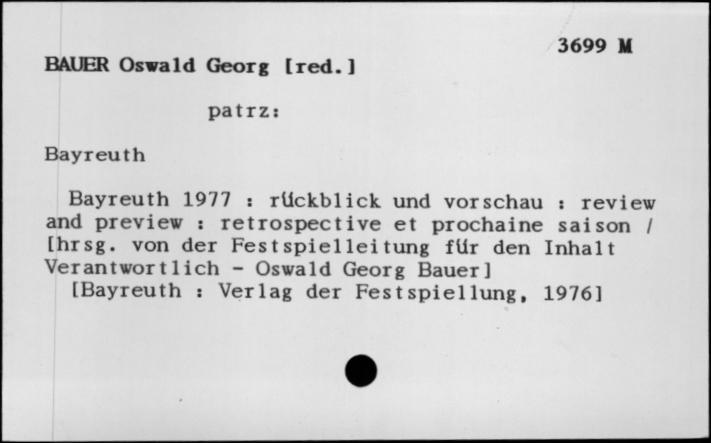 3699 M
BAUER Oswald Georg [red.]
patrz:
Bayreuth
Bayreuth 1977 : rückblick und vorschau : review
and preview : retrospective et prochaine saison /
[hrsg. von der Festspielleitung für den Inhalt
Verantwortlich - Oswald Georg Bauer]
[Bayreuth : Verlag der Festspiellung, 1976]